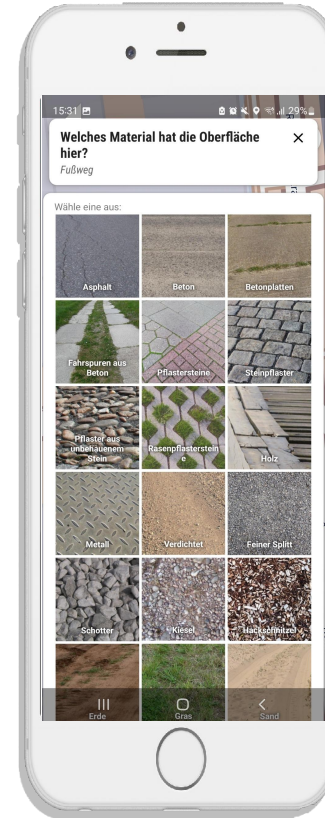 15:31
29%
Welches Material hat die Oberfläche
hier?
Fußweg
Wähle eine aus:
Asphalt
Beton
Betonplatten
Fahrspuren aus
Beton
Pflastersteine
Steinpflaster
Pflaster aus
unbehauenem
Stein
Rasenpflasterstein
e
Holz
Metall
Verdichtet
Feiner Splitt
Schotter
Kiesel
Hackschnitzel
Erde
Gras
Sand